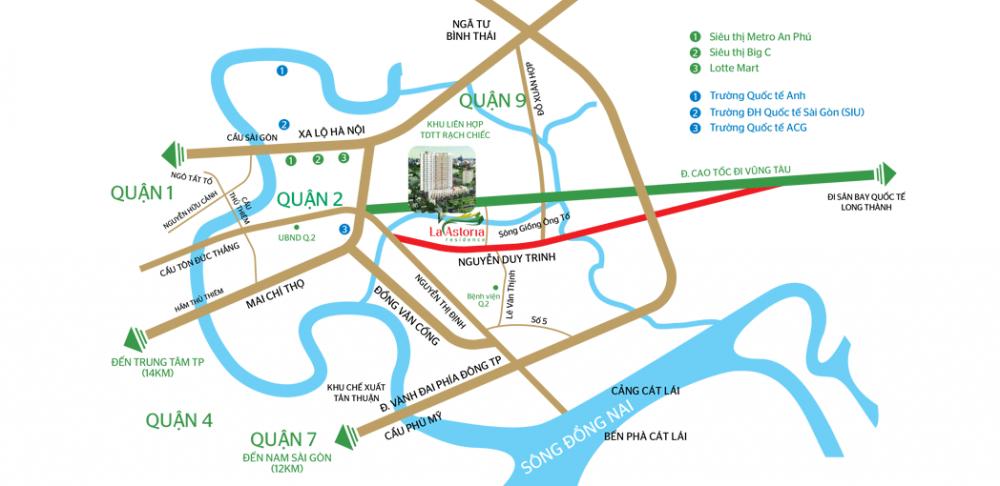 NGÃ TƯ
BÌNH THÁI
1 Siêu thị Metro An Phú
2 Siêu thị Big C
3 Lotte Mart
1 Trường Quốc tế Anh
2 Trường ĐH Quốc tế Sài Gòn (SIU)
3 Trường Quốc tế ACG
1
2
QUẬN 9
ĐỖ XUÂN HỢP
KHU LIÊN HỢP
TDTT RẠCH CHIẾC
CẦU SÀI GÒN
XA LỘ HÀ NỘI
1 2 3
NGÔ TẤT TỐ
QUẬN 1
NGUYỄN HỮU CẢNH
CẦU
THỦ THIÊM
QUẬN 2
Đ. CAO TỐC ĐI VŨNG TÀU
ĐI SÂN BAY QUỐC TẾ
LONG THÀNH
UBND Q.2
3
La Astoria
residence
Sông Giồng Ông Tố
NGUYỄN DUY TRINH
CẦU TÔN ĐỨC THẮNG
HẦM THỦ THIÊM
MAI CHÍ THỌ
NGUYỄN THỊ ĐỊNH
Bệnh viện
Q.2
Lê Văn Thịnh
Số 5
ĐỒNG VĂN CỐNG
ĐẾN TRUNG TÂM TP
(14KM)
KHU CHẾ XUẤT
TÂN THUẬN
Đ. VÀNH ĐAI PHÍA ĐÔNG TP
CẦU PHÚ MỸ
CẢNG CÁT LÁI
SÔNG ĐỒNG NAI
BẾN PHÀ CÁT LÁI
QUẬN 4
QUẬN 7
ĐẾN NAM SÀI GÒN
(12KM)